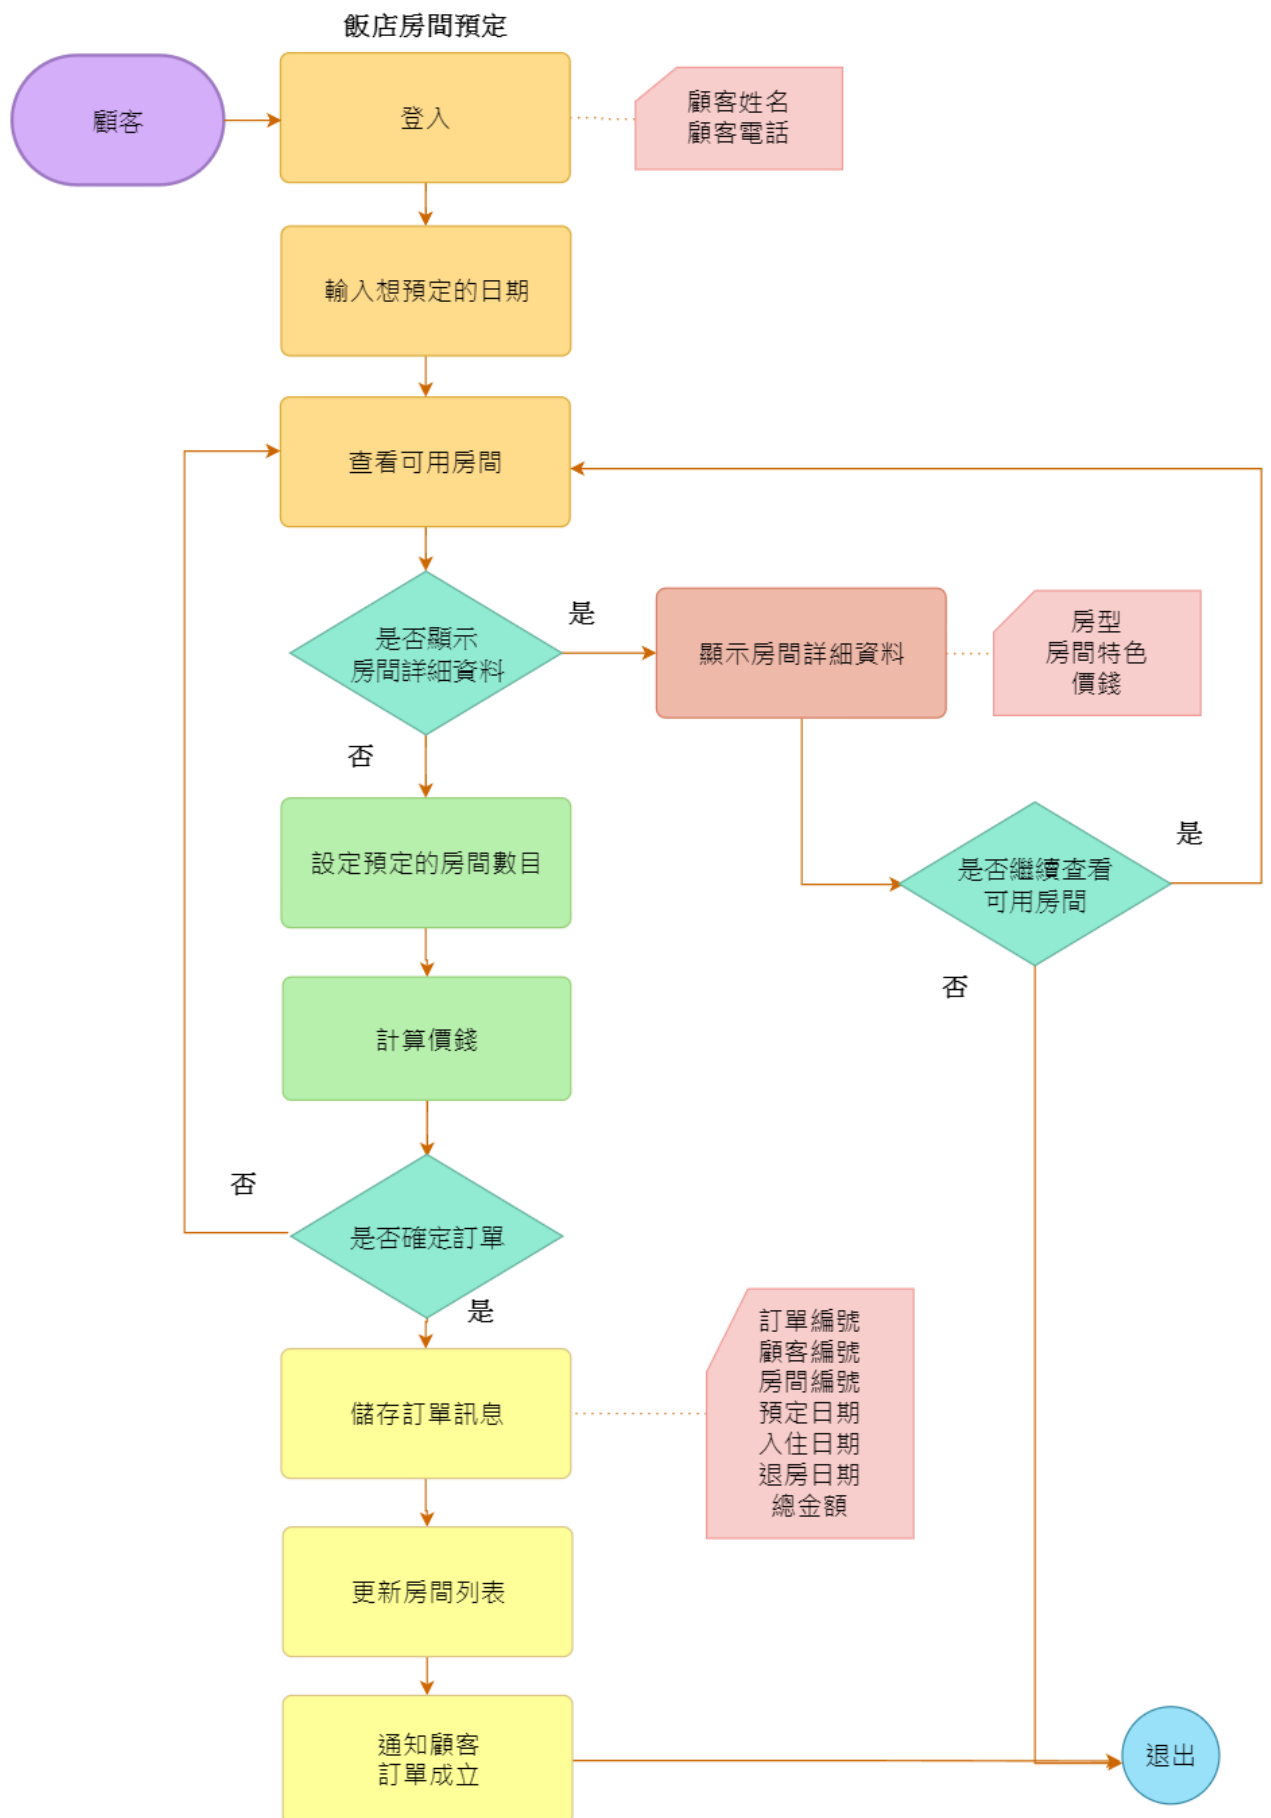 飯店房間預定
顧客
登入
顧客姓名
顧客電話
輸入想預定的日期
查看可用房間
是否顯示
房間詳細資料
是
顯示房間詳細資料
房型
房間特色
價錢
否
設定預定的房間數目
是否繼續查看
可用房間
是
否
計算價錢
是否確定訂單
否
是
儲存訂單訊息
訂單編號
顧客編號
房間編號
預定日期
入住日期
退房日期
總金額
更新房間列表
通知顧客
訂單成立
退出